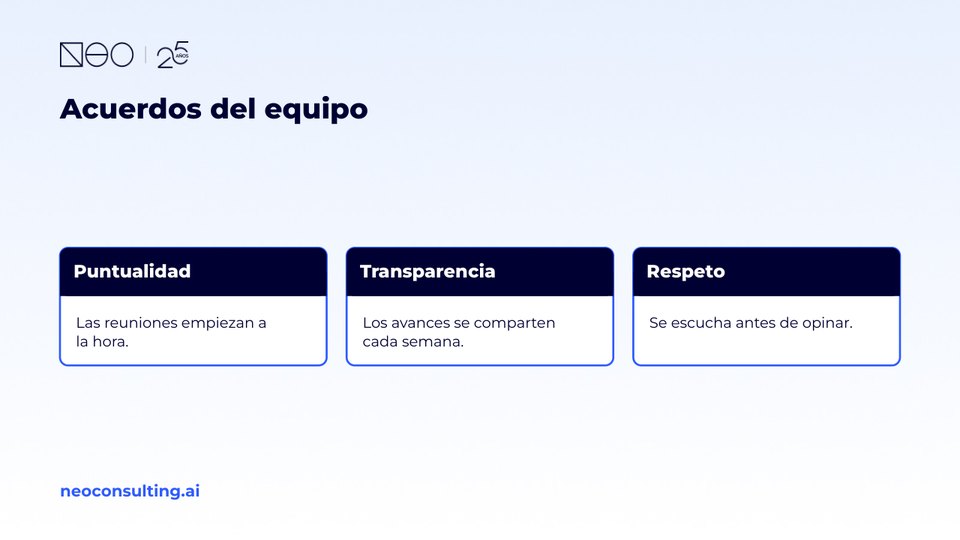 NEO | 25 AÑOS
Acuerdos del equipo
Puntualidad
Las reuniones empiezan a
la hora.
Transparencia
Los avances se comparten
cada semana.
Respeto
Se escucha antes de opinar.
neoconsulting.ai